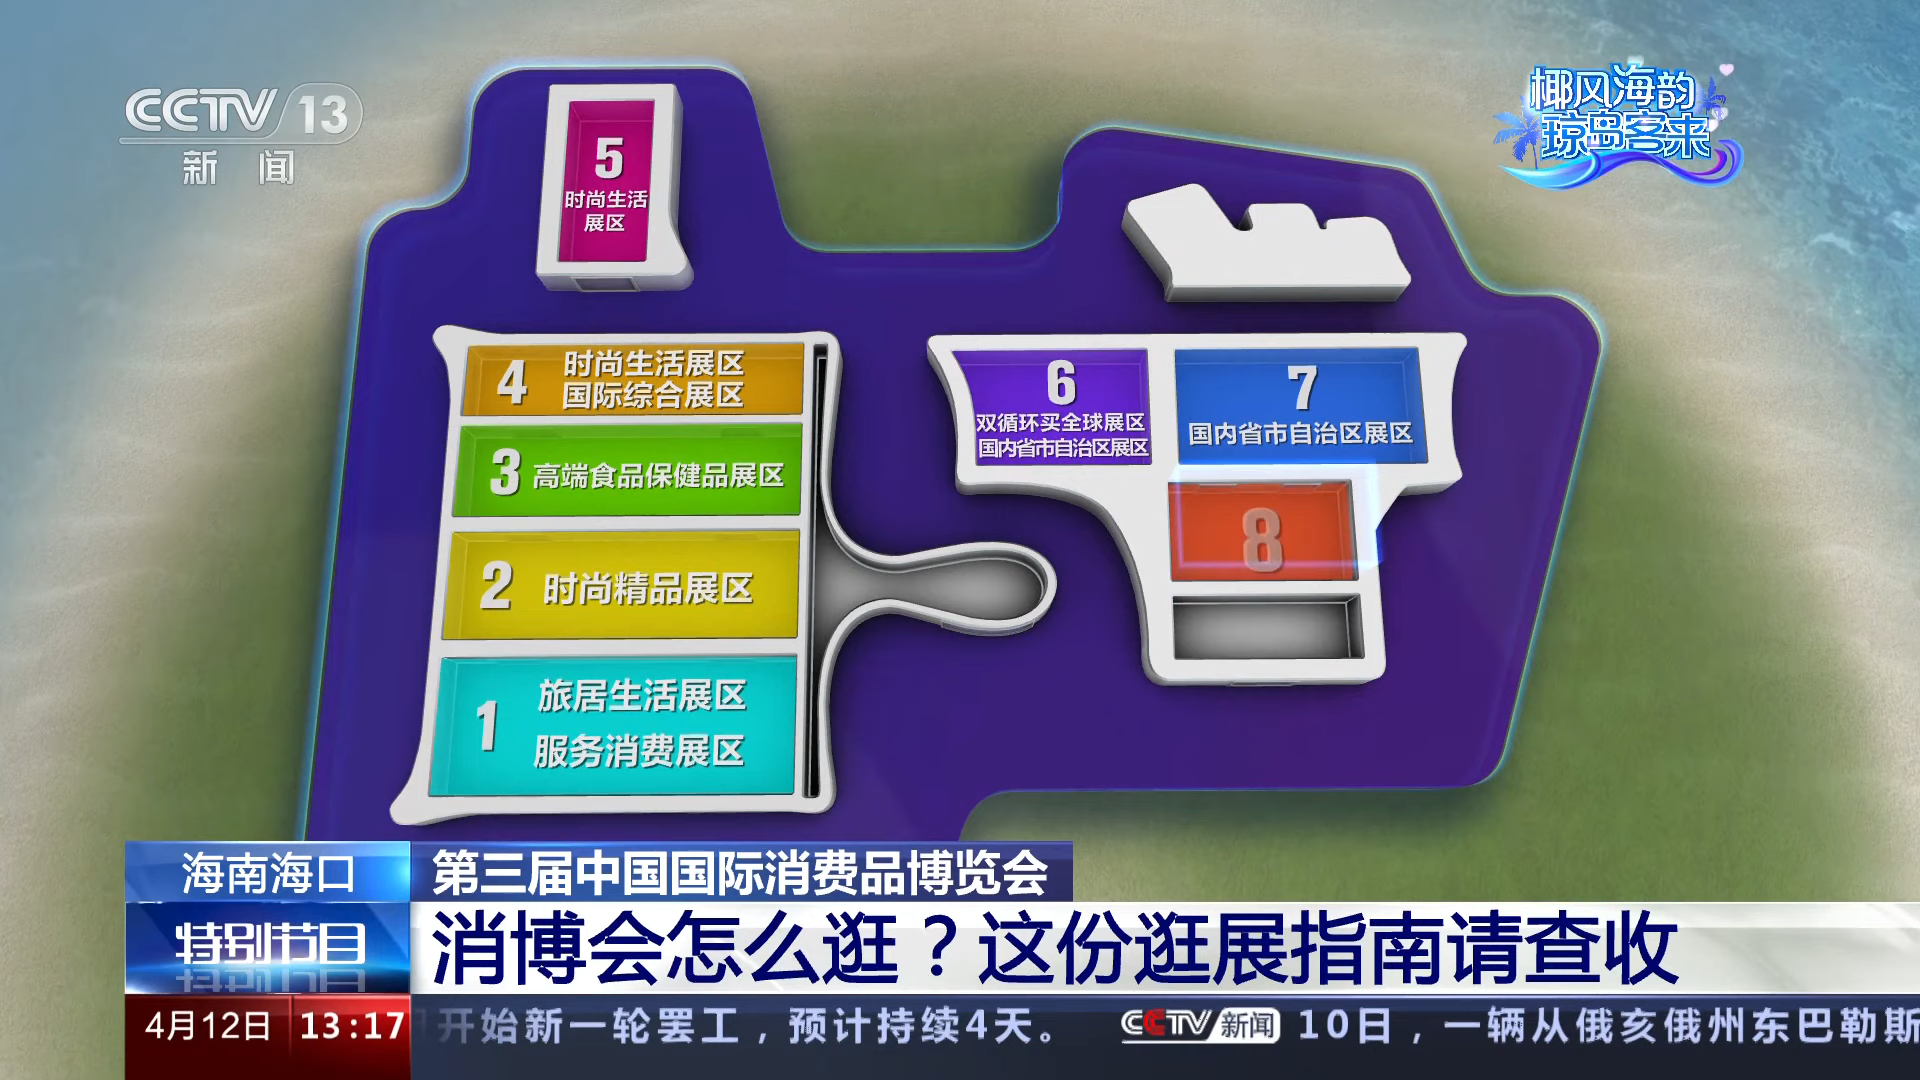 CCTV 13
新闻
椰风海韵
琼岛客来
5
时尚生活
展区
4
时尚生活展区
国际综合展区
3
高端食品保健品展区
2
时尚精品展区
1
旅居生活展区
服务消费展区
6
双循环买全球展区
国内省市自治区展区
7
国内省市自治区展区
8
海南海口
第三届中国国际消费品博览会
特别节目
消博会怎么逛？这份逛展指南请查收
4月12日
13:17
开始新一轮罢工，预计持续4天。
CCTV新闻
10日，一辆从俄亥俄州东巴勒斯